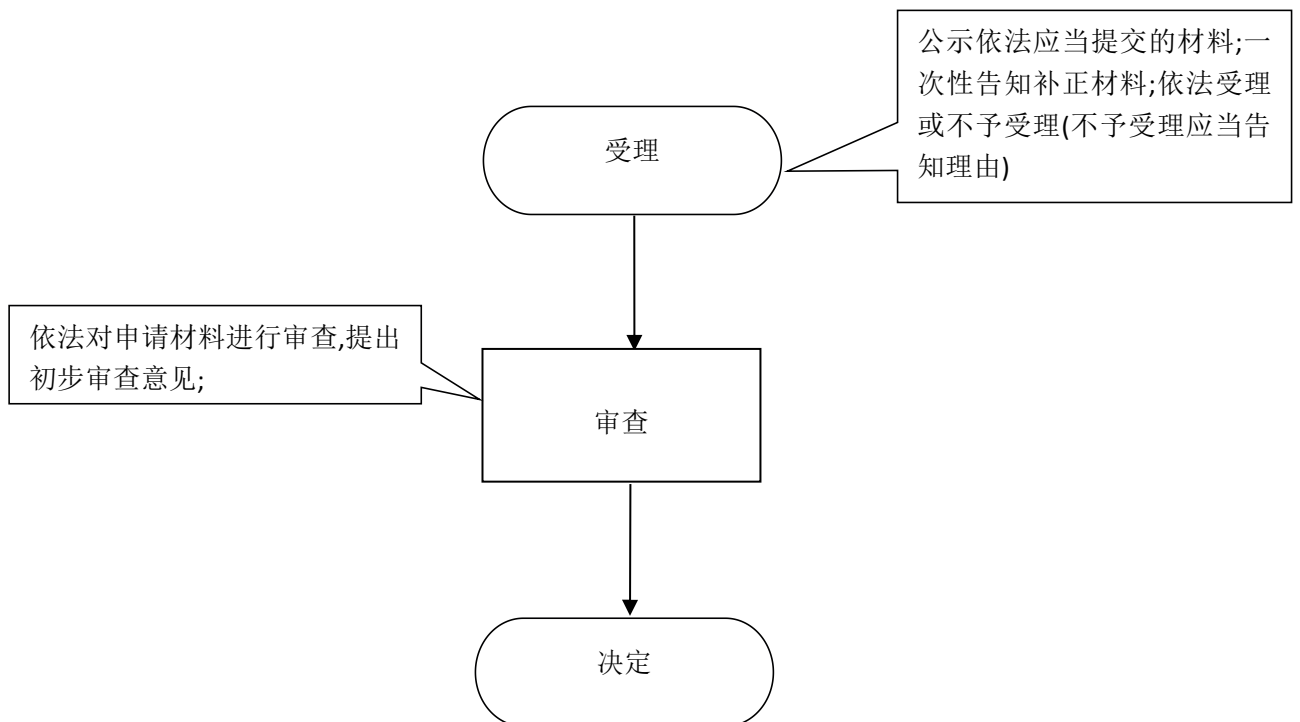 公示依法应当提交的材料;一
次性告知补正材料;依法受理
或不予受理(不予受理应当告
知理由)
受理
依法对申请材料进行审查,提出
初步审查意见;
审查
决定